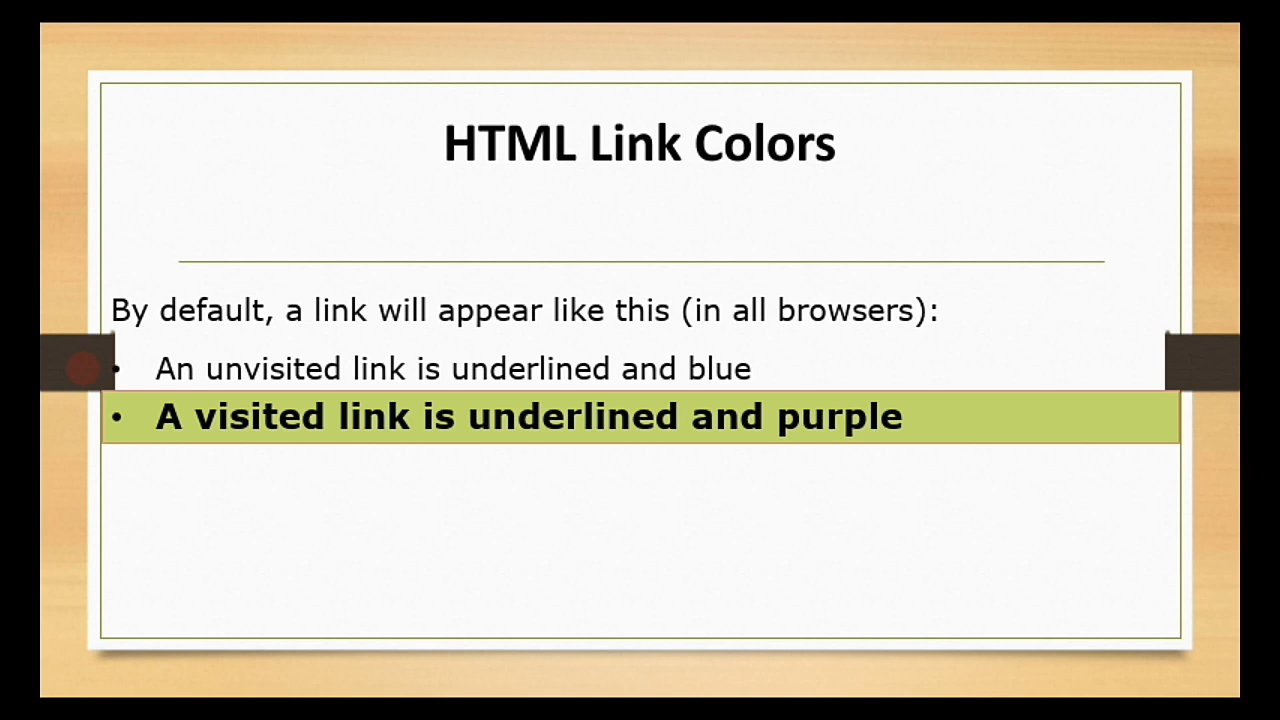 HTML Link Colors
By default, a link will appear like this (in all browsers):
• An unvisited link is underlined and blue
• A visited link is underlined and purple